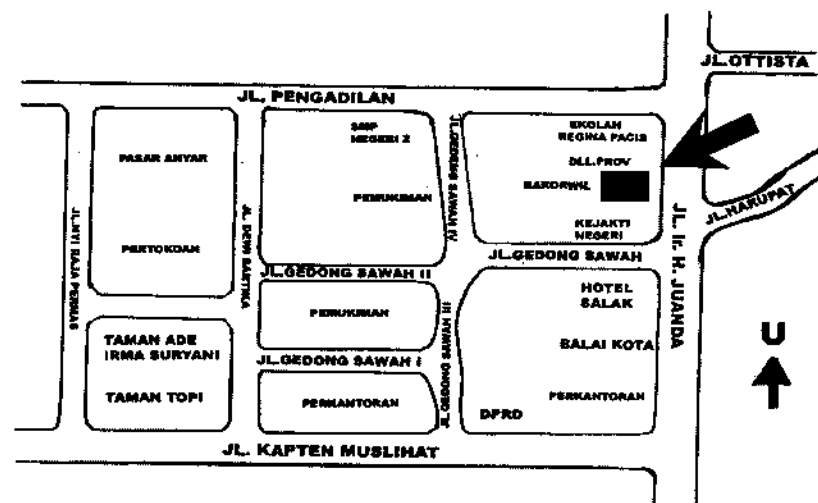 JL.OTTISTA
JL. PENGADILAN
SMP
NEGERI 2
JL.GEDONG SAWAH IV
SKOLAH
REGINA PACIS
PASAR ANYAR
DLL.PROV
BAKORWIL
PEMUKIMAN
JL.NYI RAJA PERMAS
JL. DEWI SARTIKA
JL.HARUPAT
KEJAKTI
NEGERI
PERTOKOAN
JL.GEDONG SAWAH
JL. Ir. H. JUANDA
JL.GEDONG SAWAH II
HOTEL
SALAK
PEMUKIMAN
JL GEDONG SAWAH III
U
TAMAN ADE
IRMA SURYANI
BALAI KOTA
JL.GEDONG SAWAH I
TAMAN TOPI
PERKANTORAN
PERKANTORAN
DPRD
JL. KAPTEN MUSLIHAT